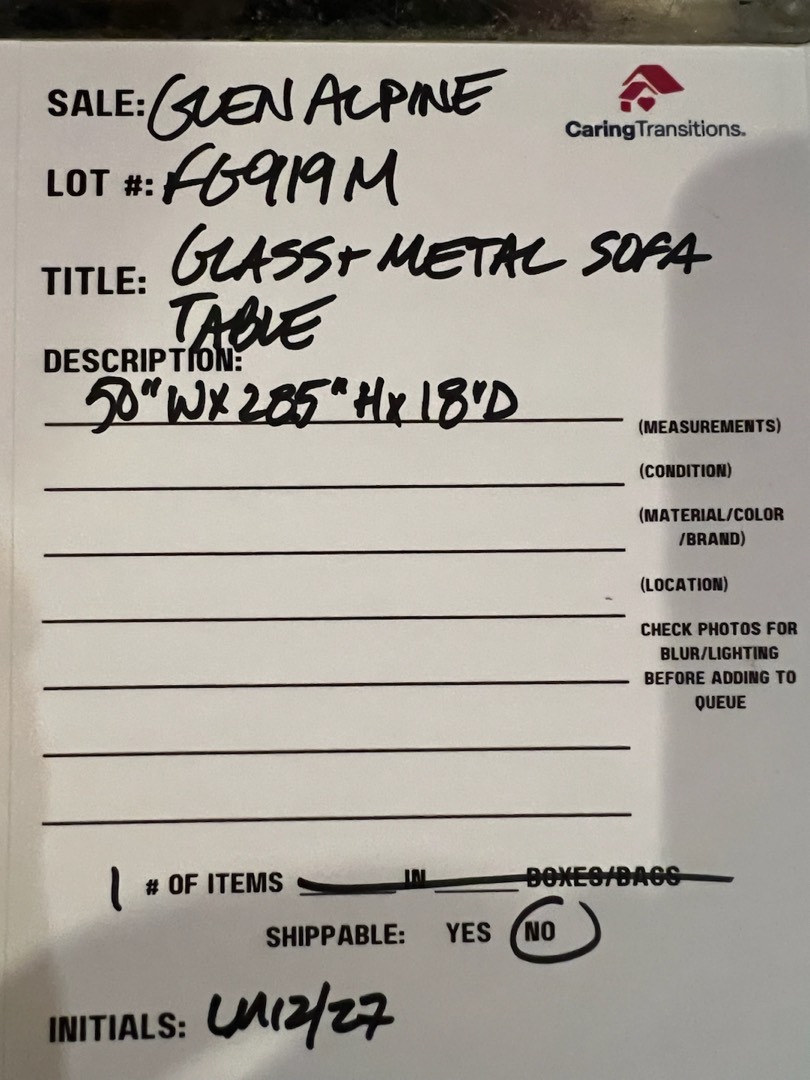 SALE: GLEN ALPINE
CaringTransitions.
LOT #: FG919M
TITLE: GLASS + METAL SOFA
TABLE
DESCRIPTION:
50" W X 28.5" H X 18" D
(MEASUREMENTS)
(CONDITION)
(MATERIAL/COLOR
/BRAND)
(LOCATION)
CHECK PHOTOS FOR
BLUR/LIGHTING
BEFORE ADDING TO
QUEUE
1 # OF ITEMS IN BOXES/BAGS
SHIPPABLE: YES NO
INITIALS: LM 12/27